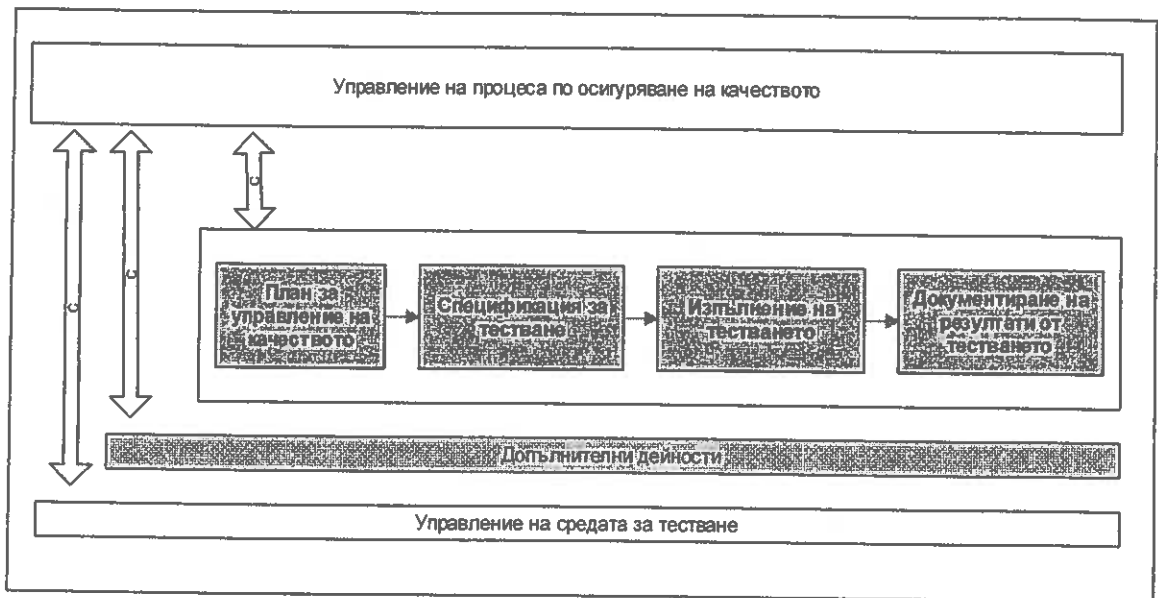 Управление на процеса по осигуряване на качеството
C
C
C
План за
управление на
качеството
Спецификация за
тестване
Изпълнение на
тестването
Документиране на
резултати от
тестването
Допълнителни дейности
Управление на средата за тестване